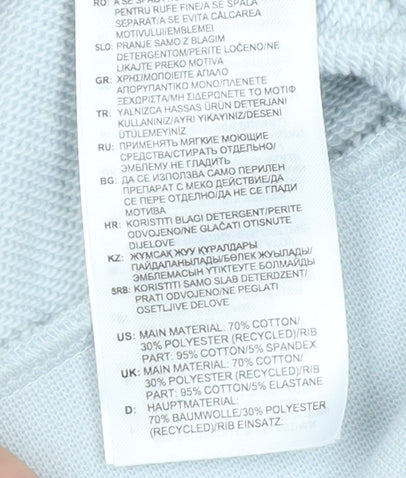 PENTRU RUFE FINE/A SE SPĂLA
SEPARAT/A SE EVITA CĂLCAREA
MOTIVULUI/EMBLEMEI
SLO: PRANJE SAMO Z BLAGIM
DETERGENTOM/PERITE LOČENO/NE
LIKAJTE PREKO MOTIVA
GR: ΧΡΗΣΙΜΟΠΟΙΕΙΤΕ ΑΠΑΛΟ
ΑΠΟΡΡΥΠΑΝΤΙΚΟ ΜΟΝΟ/ΠΛΕΝΕΤΕ
ΞΕΧΩΡΙΣΤΑ/ΜΗ ΣΙΔΕΡΩΝΕΤΕ ΤΟ ΜΟΤΙΦ
TR: YALNIZCA HASSAS ÜRÜN DETERJANI
KULLANINIZ/AYRI YIKAYINIZ/DESENİ
ÜTÜLEMEYİNİZ
RU: ПРИМЕНЯТЬ МЯГКИЕ МОЮЩИЕ
СРЕДСТВА/СТИРАТЬ ОТДЕЛЬНО/
ЭМБЛЕМУ НЕ ГЛАДИТЬ
BG: ДА СЕ ИЗПОЛЗВА САМО ПЕРИЛЕН
ПРЕПАРАТ С МЕКО ДЕЙСТВИЕ/ДА
СЕ ПЕРЕ ОТДЕЛНО/ДА НЕ СЕ ГЛАДИ
МОТИВА
HR: KORISTITI BLAGI DETERGENT/PERITE
ODVOJENO/NE GLAČATI OTISNUTE
DIJELOVE
KZ: ЖҰМСАҚ ЖУУ ҚҰРАЛДАРЫ
ПАЙДАЛАНЫЛАДЫ/БӨЛЕК ЖУЫЛАДЫ/
ЭМБЛЕМАСЫН ҮТІКТЕУГЕ БОЛМАЙДЫ
SRB: KORISTITI SAMO SLAB DETERDZENT/
PRATI ODVOJENO/NE PEGLATI
OSETLJIVE DELOVE
US: MAIN MATERIAL: 70% COTTON/
30% POLYESTER (RECYCLED)/RIB
PART: 95% COTTON/5% SPANDEX
UK: MAIN MATERIAL: 70% COTTON/
30% POLYESTER (RECYCLED)/RIB
PART: 95% COTTON/5% ELASTANE
D: HAUPTMATERIAL:
70% BAUMWOLLE/30% POLYESTER
(RECYCLED)/RIB EINSATZ: